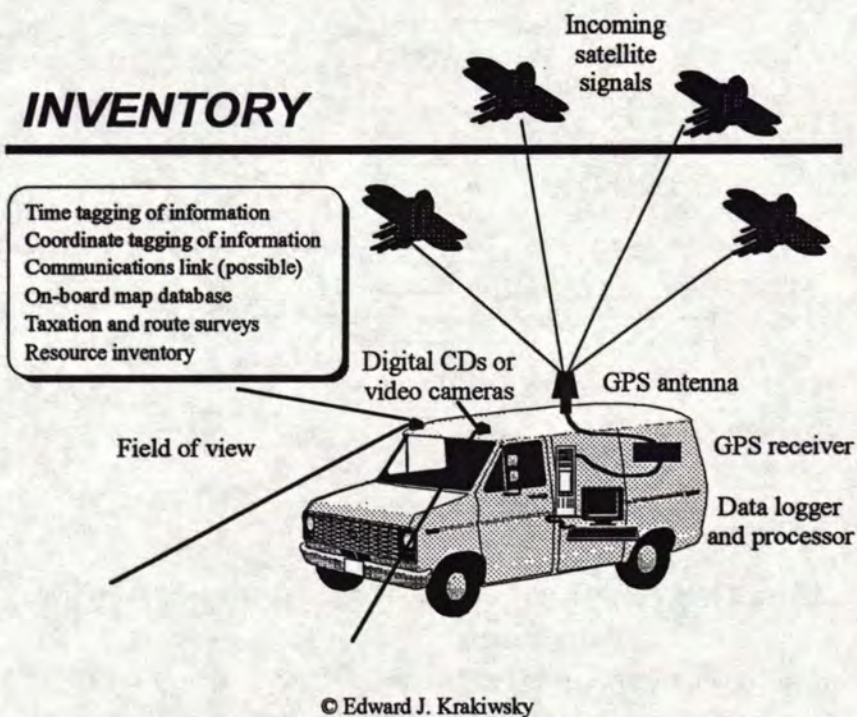 Incoming
satellite
signals
INVENTORY
Time tagging of information
Coordinate tagging of information
Communications link (possible)
On-board map database
Taxation and route surveys
Resource inventory
Digital CDs or
video cameras
GPS antenna
Field of view
GPS receiver
Data logger
and processor
© Edward J. Krakiwsky